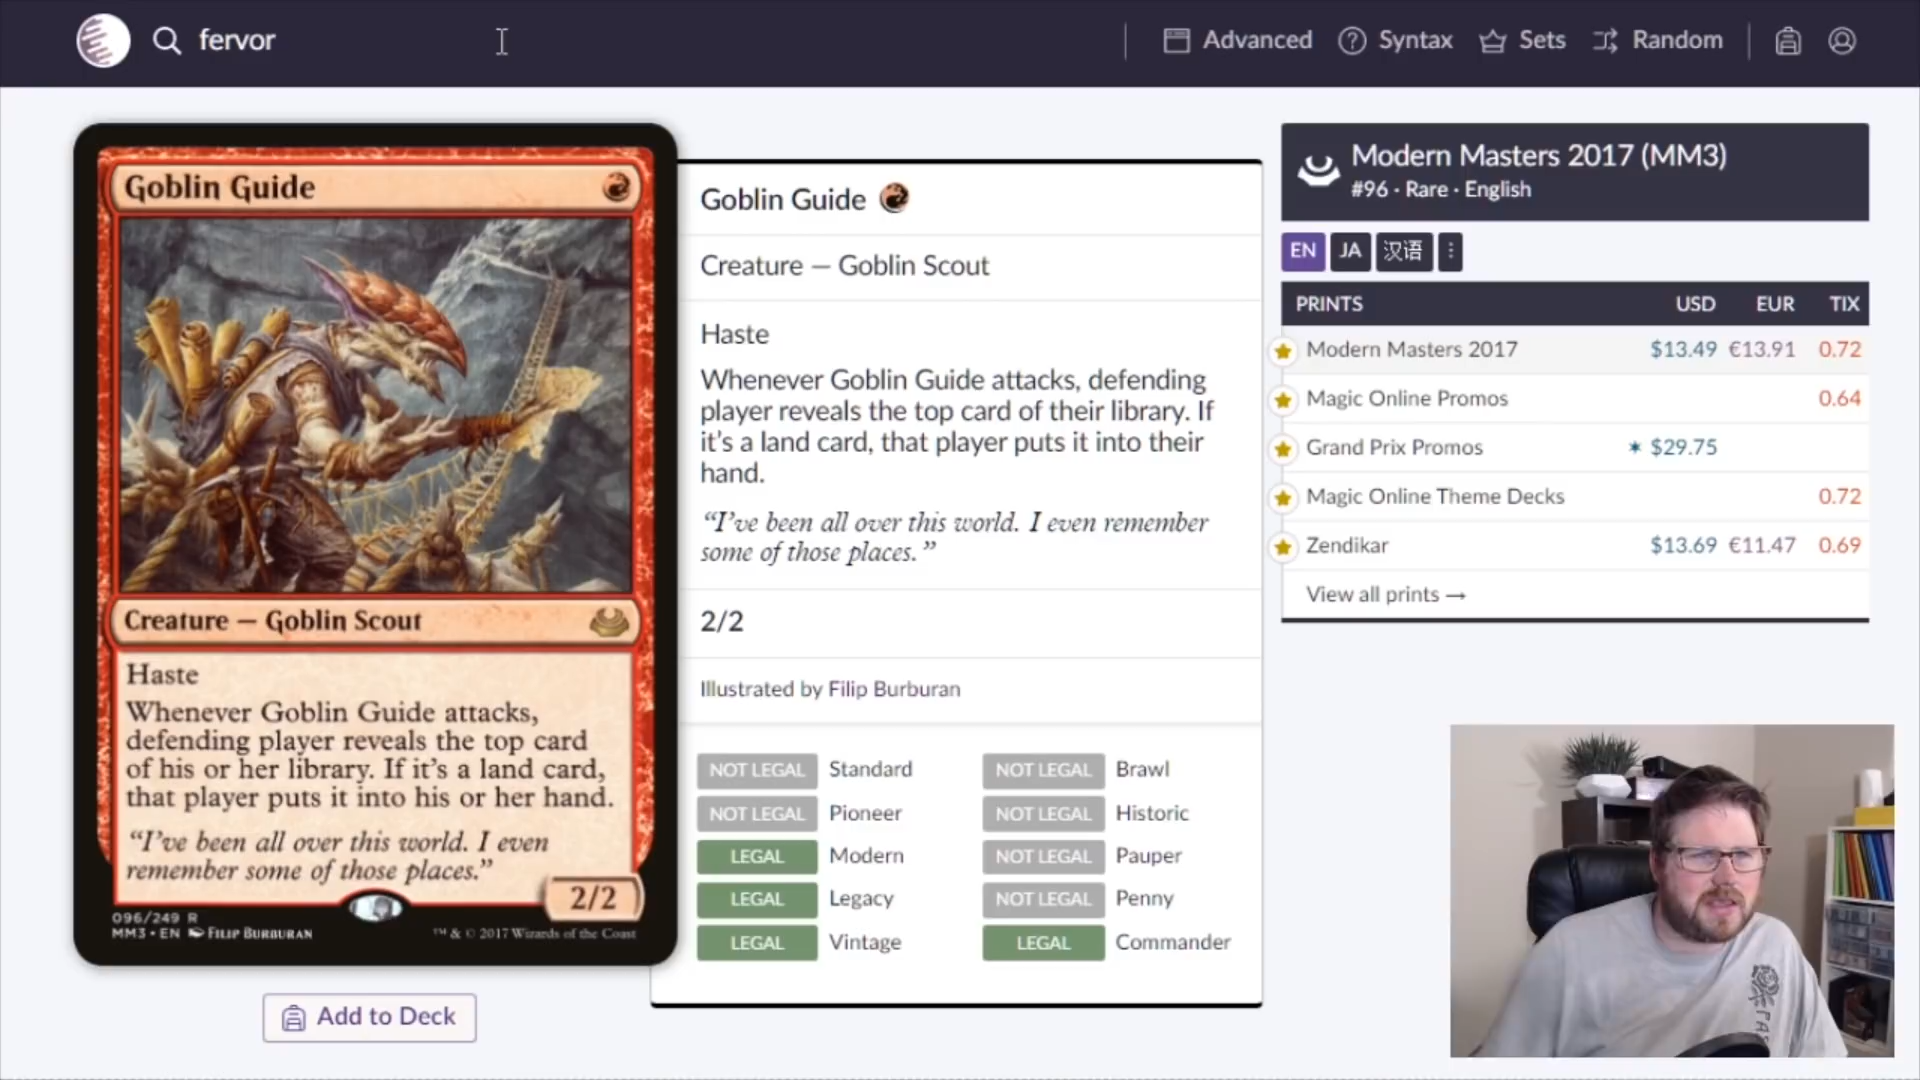 fervor
Advanced
Syntax
Sets
Random
Goblin Guide
Creature — Goblin Scout
Haste
Whenever Goblin Guide attacks,
defending player reveals the top card
of his or her library. If it's a land card,
that player puts it into his or her hand.
“I've been all over this world. I even
remember some of those places.”
2/2
096/249 R
MM3 • EN FILIP BURBURAN
™ & © 2017 Wizards of the Coast
Add to Deck
Goblin Guide
Creature — Goblin Scout
Haste
Whenever Goblin Guide attacks, defending
player reveals the top card of their library. If
it's a land card, that player puts it into their
hand.
“I've been all over this world. I even remember
some of those places.”
2/2
Illustrated by Filip Burburan
NOT LEGAL Standard NOT LEGAL Brawl
NOT LEGAL Pioneer NOT LEGAL Historic
LEGAL Modern NOT LEGAL Pauper
LEGAL Legacy NOT LEGAL Penny
LEGAL Vintage LEGAL Commander
Modern Masters 2017 (MM3)
#96 · Rare · English
EN JA 汉语
PRINTS USD EUR TIX
Modern Masters 2017 $13.49 €13.91 0.72
Magic Online Promos 0.64
Grand Prix Promos $29.75
Magic Online Theme Decks 0.72
Zendikar $13.69 €11.47 0.69
View all prints →